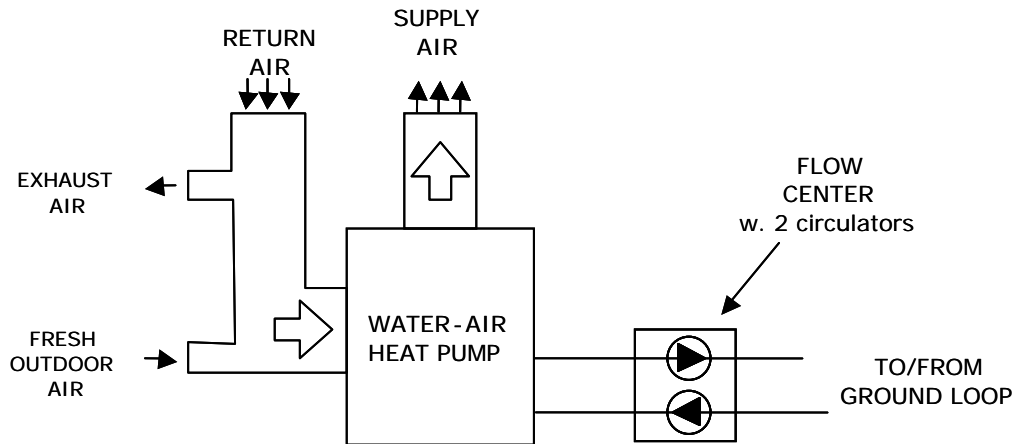 RETURN
AIR
SUPPLY
AIR
EXHAUST
AIR
FLOW
CENTER
w. 2 circulators
WATER-AIR
HEAT PUMP
FRESH
OUTDOOR
AIR
TO/FROM
GROUND LOOP